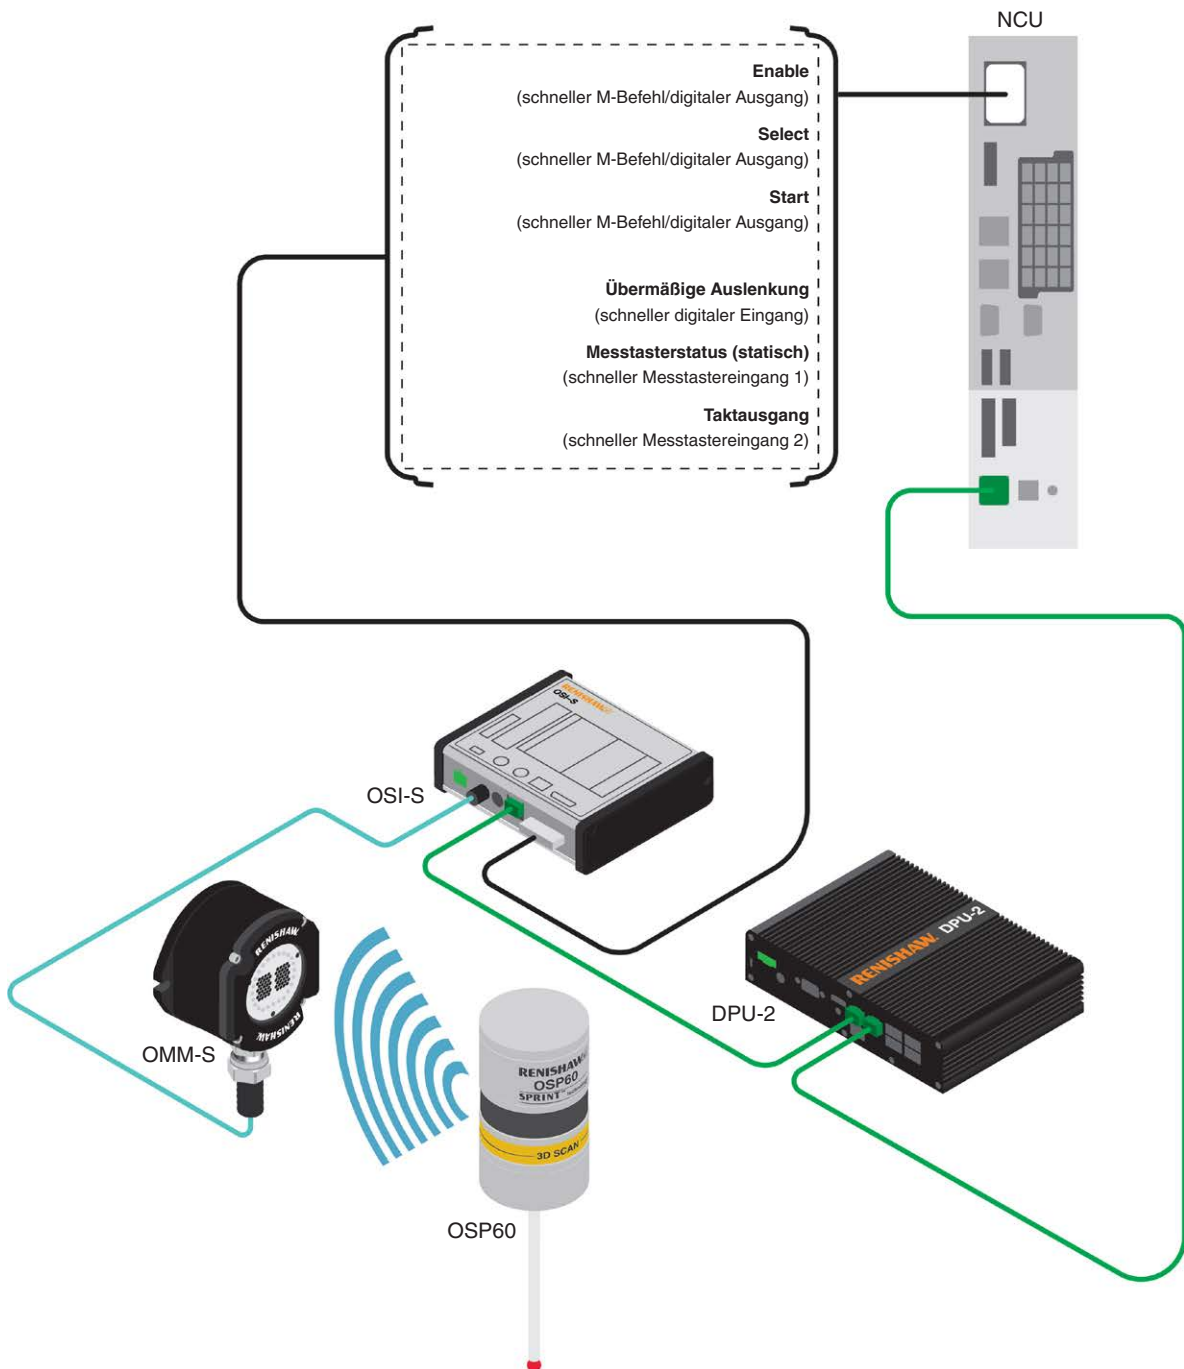 NCU
Enable
(schneller M-Befehl/digitaler Ausgang)
Select
(schneller M-Befehl/digitaler Ausgang)
Start
(schneller M-Befehl/digitaler Ausgang)
Übermäßige Auslenkung
(schneller digitaler Eingang)
Messtasterstatus (statisch)
(schneller Messtastereingang 1)
Taktausgang
(schneller Messtastereingang 2)
RENISHAW
OSI-S
OSI-S
RENISHAW
RENISHAW
OMM-S
RENISHAW
DPU-2
DPU-2
RENISHAW
OSP60
SPRINT™
3D SCAN
OSP60